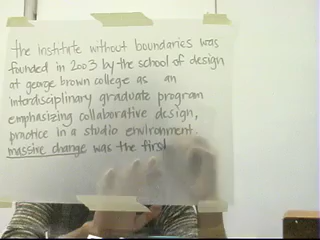 the institute without boundaries was
founded in 2003 by the school of design
at george brown college as an
interdisciplinary graduate program
emphasizing collaborative design,
practice in a studio environment.
massive change was the first